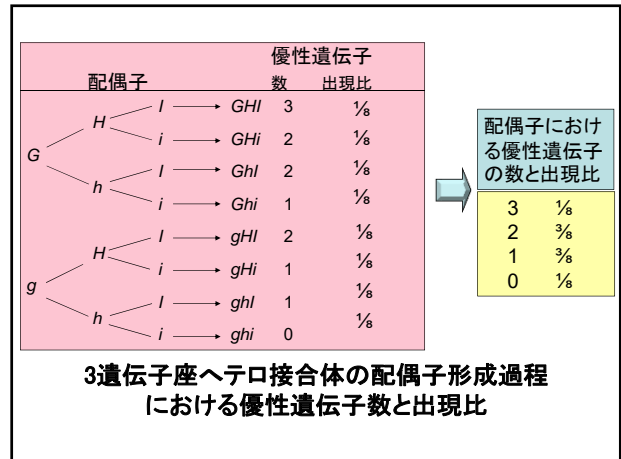 優性遺伝子
配偶子 数 出現比
G H I GHI 3 ⅛
i GHi 2 ⅛
h I GhI 2 ⅛
i Ghi 1 ⅛
g H I gHI 2 ⅛
i gHi 1 ⅛
h I ghI 1 ⅛
i ghi 0 ⅛
配偶子におけ
る優性遺伝子
の数と出現比
3 ⅛
2 ⅜
1 ⅜
0 ⅛
3遺伝子座ヘテロ接合体の配偶子形成過程
における優性遺伝子数と出現比